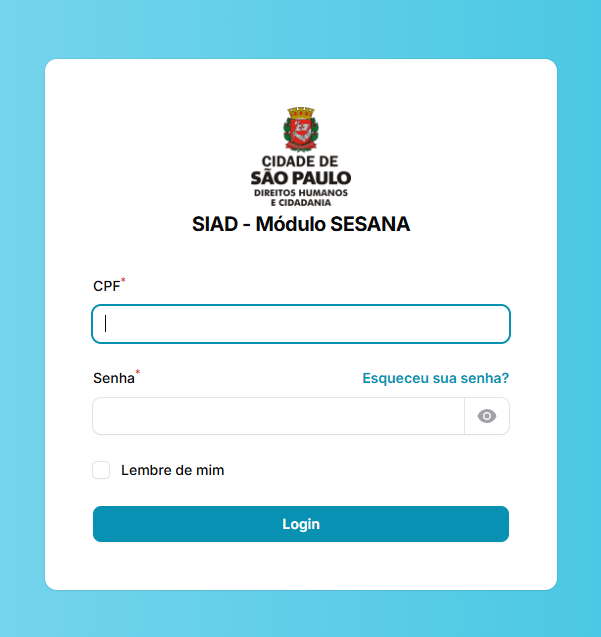 CIDADE DE
SÃO PAULO
DIREITOS HUMANOS
E CIDADANIA
SIAD - Módulo SESANA
CPF*
Senha*
Esqueceu sua senha?
Lembre de mim
Login